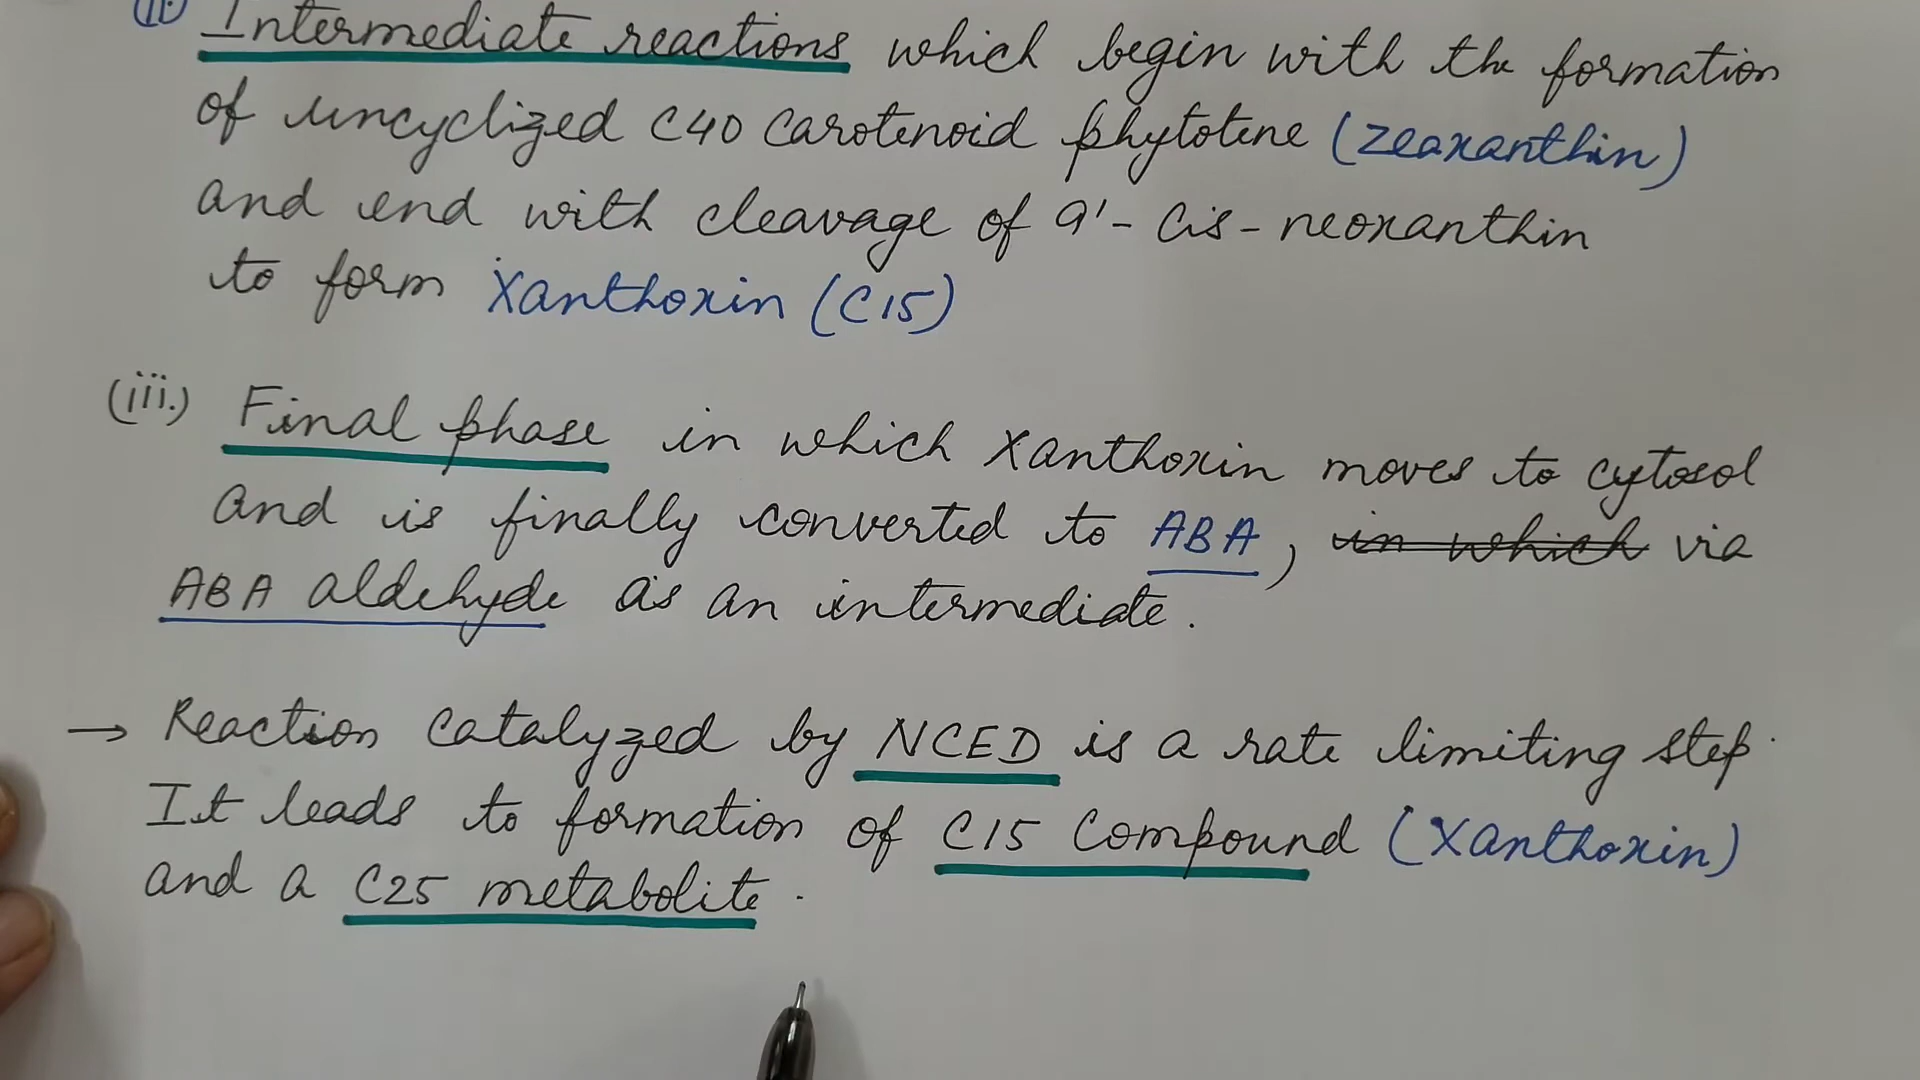 (ii.) Intermediate reactions which begin with the formation
of uncyclized C40 carotenoid phytotene (zeaxanthin)
and end with cleavage of 9'-cis-neoxanthin
to form Xanthoxin (C15)
(iii.) Final phase in which Xanthoxin moves to cytosol
and is finally converted to ABA, in which via
ABA aldehyde as an intermediate.
→ Reaction catalyzed by NCED is a rate limiting step.
It leads to formation of C15 Compound (Xanthoxin)
and a C25 metabolite.